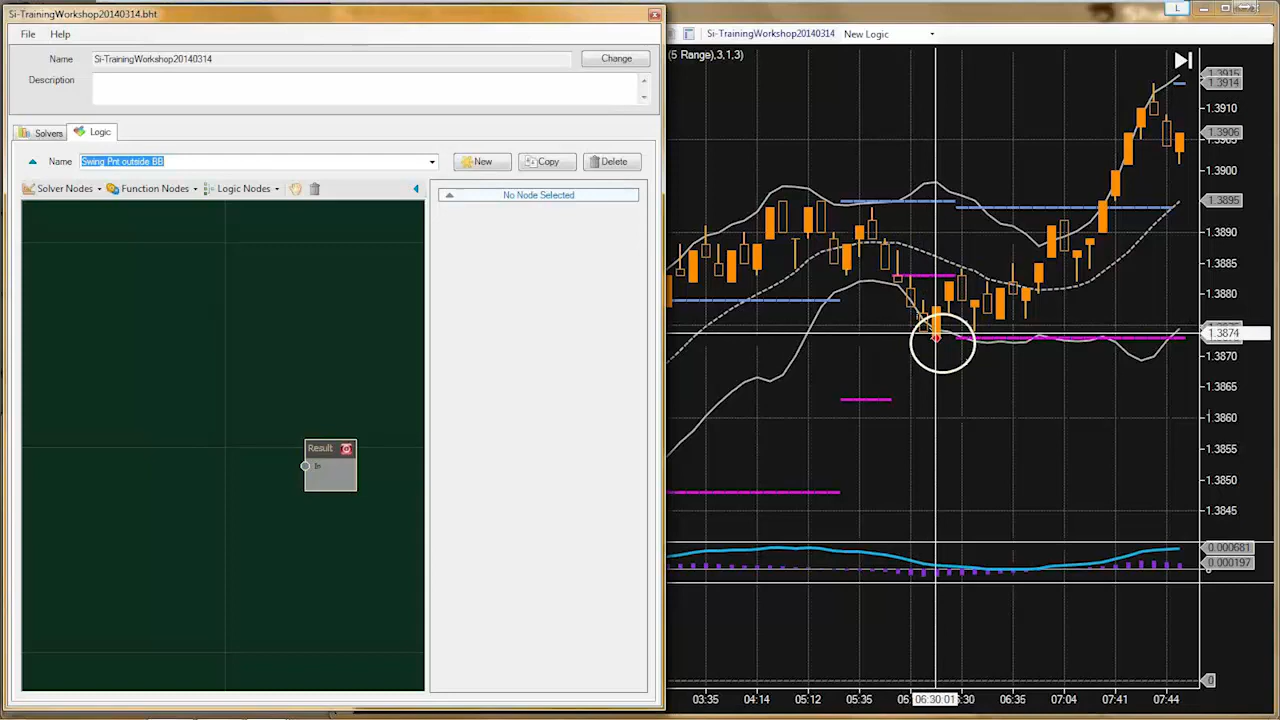 Si-TrainingWorkshop20140314.bht
File Help
Name Si-TrainingWorkshop20140314 Change
Description
Solvers Logic
Name Swing Pnt outside BB New Copy Delete
Solver Nodes Function Nodes Logic Nodes
No Node Selected
Result
In
L
Si-TrainingWorkshop20140314 New Logic
(5 Range),3,1,3)
1.3915
1.3914
1.3910
1.3906
1.3900
1.3895
1.3890
1.3885
1.3880
1.3874
1.3870
1.3865
1.3860
1.3855
1.3850
1.3845
0.000681
0.000197
0
03:35 04:14 05:12 05:35 06:30:01 06:35 07:04 07:41 07:44